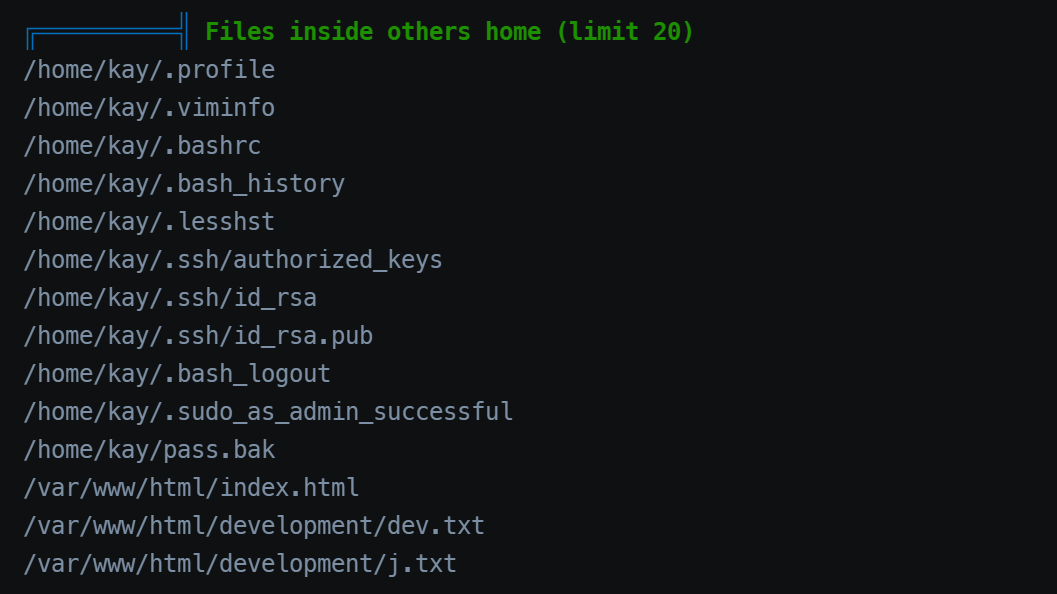 ╔══════════╣ Files inside others home (limit 20)
/home/kay/.profile
/home/kay/.viminfo
/home/kay/.bashrc
/home/kay/.bash_history
/home/kay/.lesshst
/home/kay/.ssh/authorized_keys
/home/kay/.ssh/id_rsa
/home/kay/.ssh/id_rsa.pub
/home/kay/.bash_logout
/home/kay/.sudo_as_admin_successful
/home/kay/pass.bak
/var/www/html/index.html
/var/www/html/development/dev.txt
/var/www/html/development/j.txt